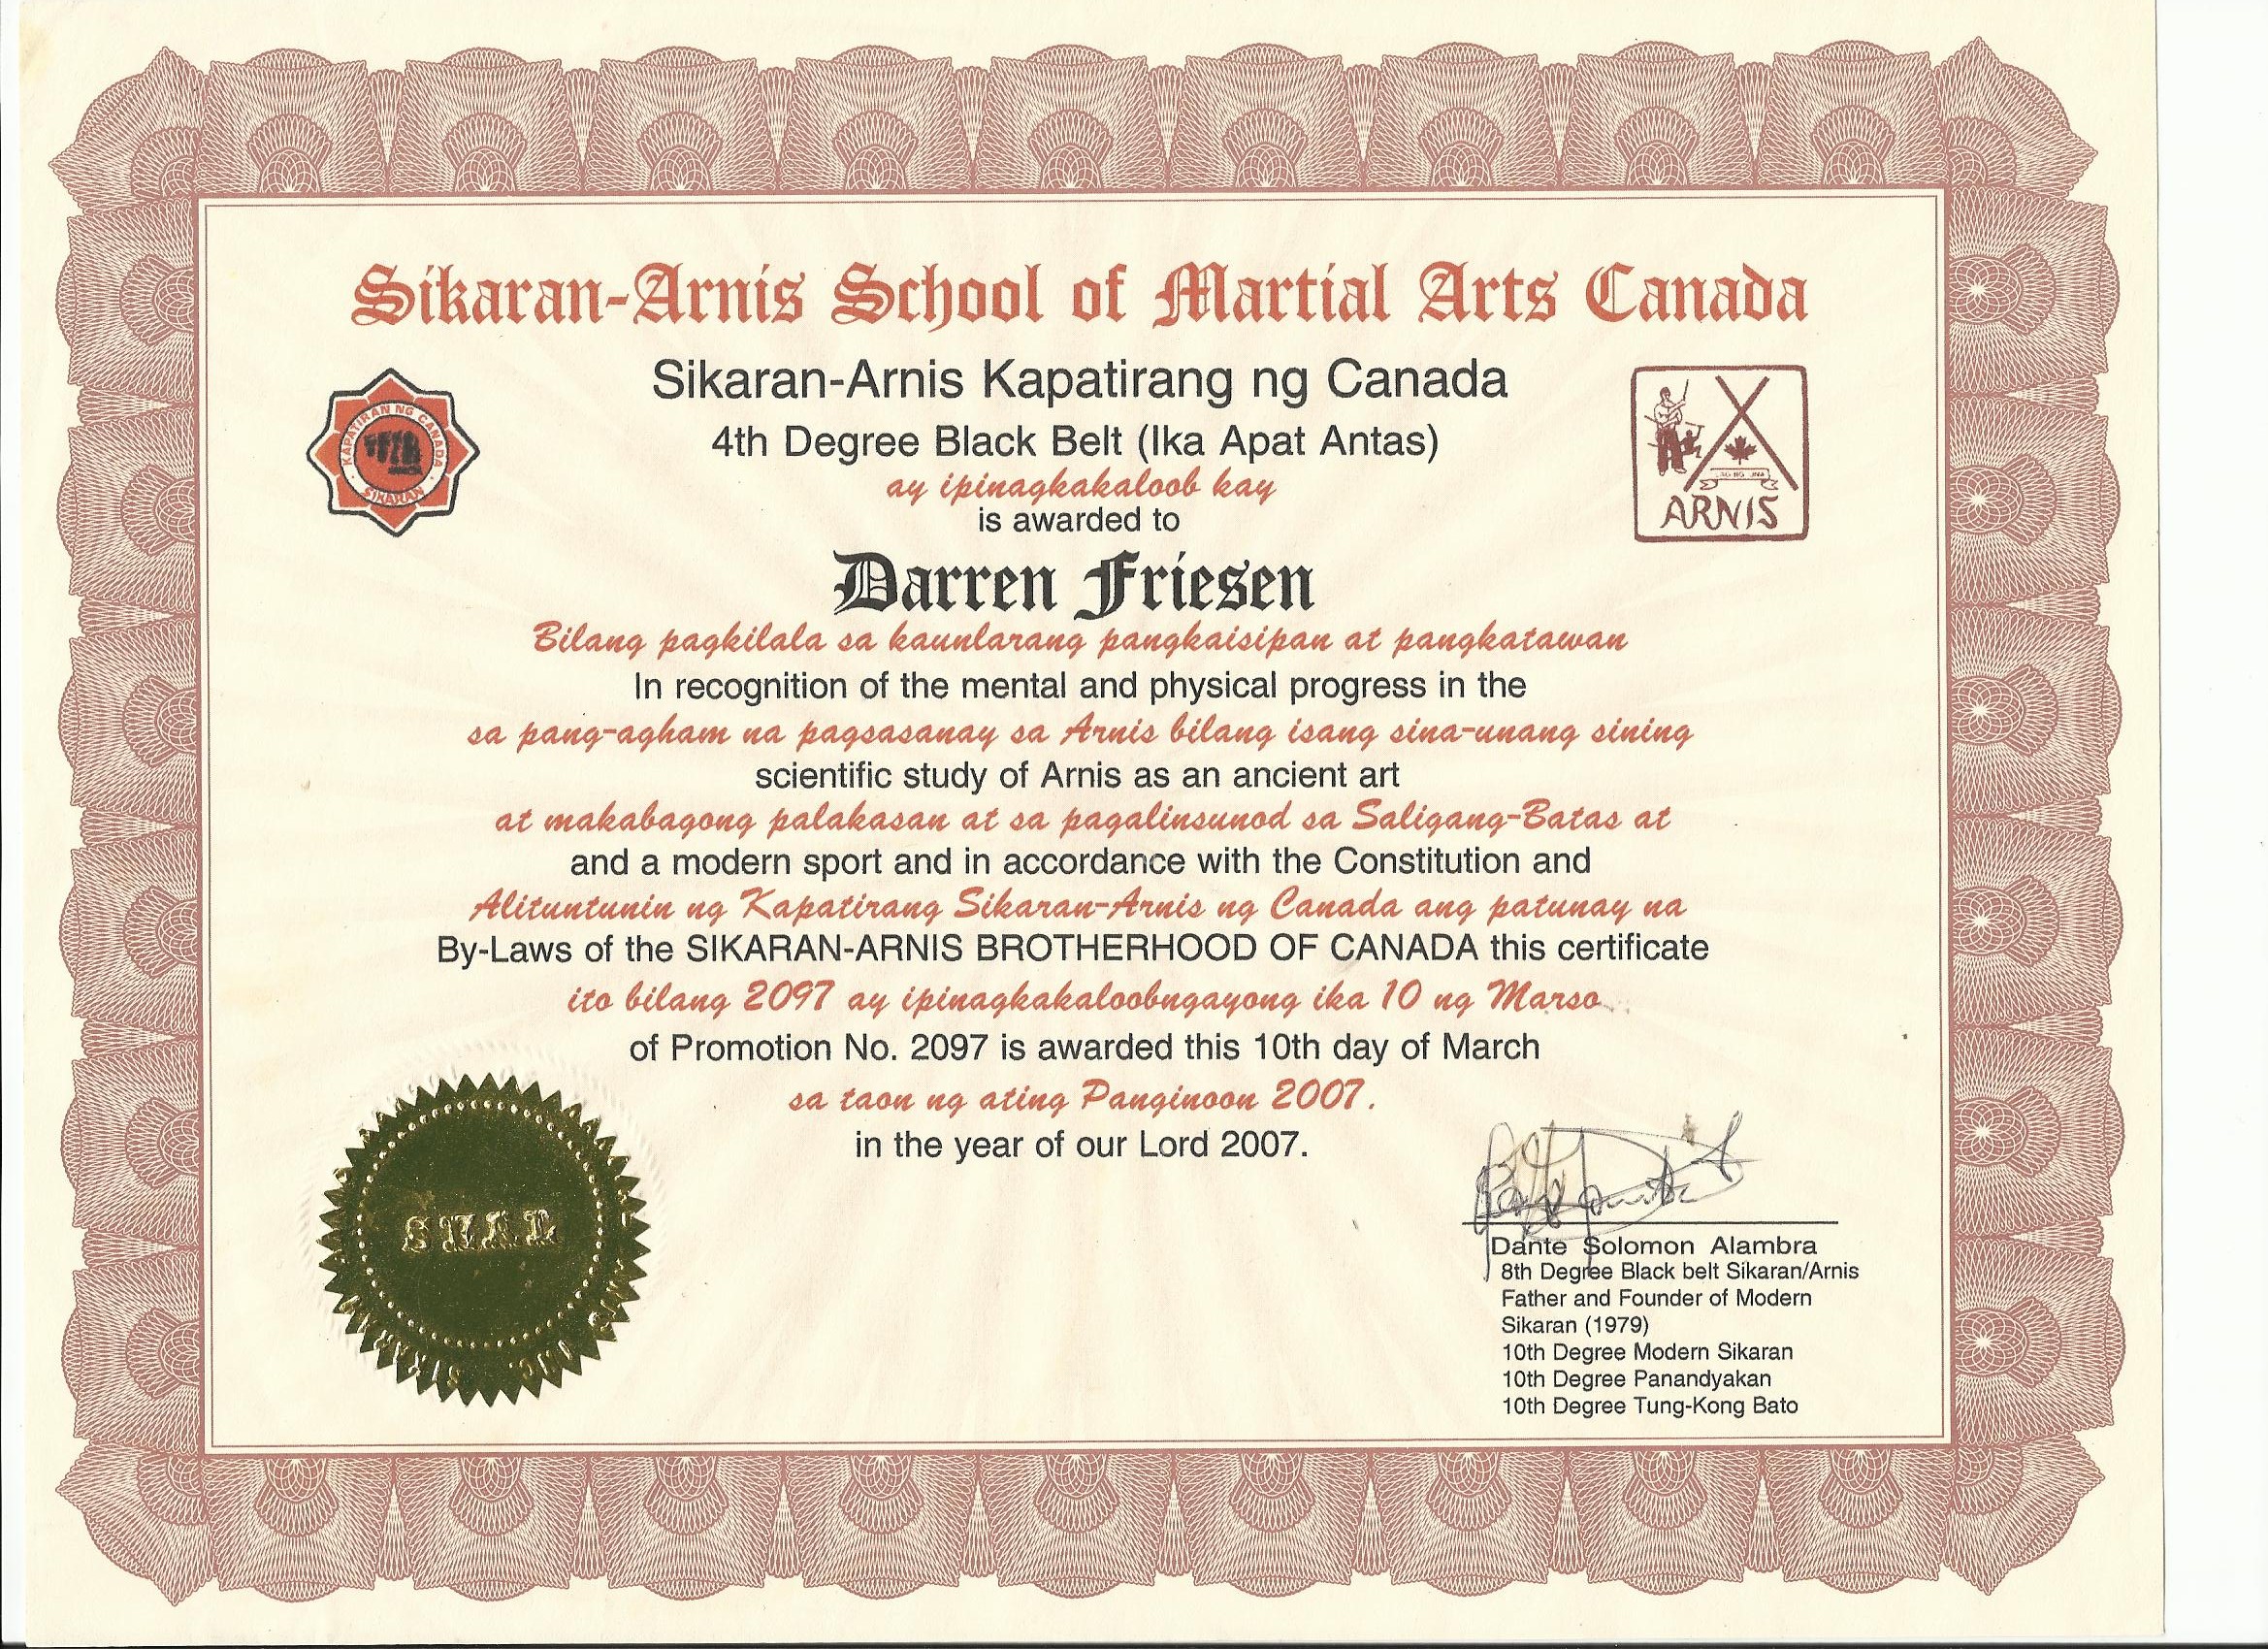 Sikaran-Arnis School of Martial Arts Canada
Sikaran-Arnis Kapatirang ng Canada
4th Degree Black Belt (Ika Apat Antas)
ay ipinagkakaloob kay
is awarded to
KAPATIRAN NG CANADA
SIKARAN
ARNIS
Darren Friesen
Bilang pagkilala sa kaunlarang pangkaisipan at pangkatawan
In recognition of the mental and physical progress in the
sa pang-agham na pagsasanay sa Arnis bilang isang sina-unang sining
scientific study of Arnis as an ancient art
at makabagong palakasan at sa pagalinsunod sa Saligang-Batas at
and a modern sport and in accordance with the Constitution and
Alituntunin ng Kapatirang Sikaran-Arnis ng Canada ang patunay na
By-Laws of the SIKARAN-ARNIS BROTHERHOOD OF CANADA this certificate
ito bilang 2097 ay ipinagkakaloobngayong ika 10 ng Marso
of Promotion No. 2097 is awarded this 10th day of March
sa taon ng ating Panginoon 2007.
in the year of our Lord 2007.
SEAL
Dante Solomon Alambra
8th Degree Black belt Sikaran/Arnis
Father and Founder of Modern
Sikaran (1979)
10th Degree Modern Sikaran
10th Degree Panandyakan
10th Degree Tung-Kong Bato